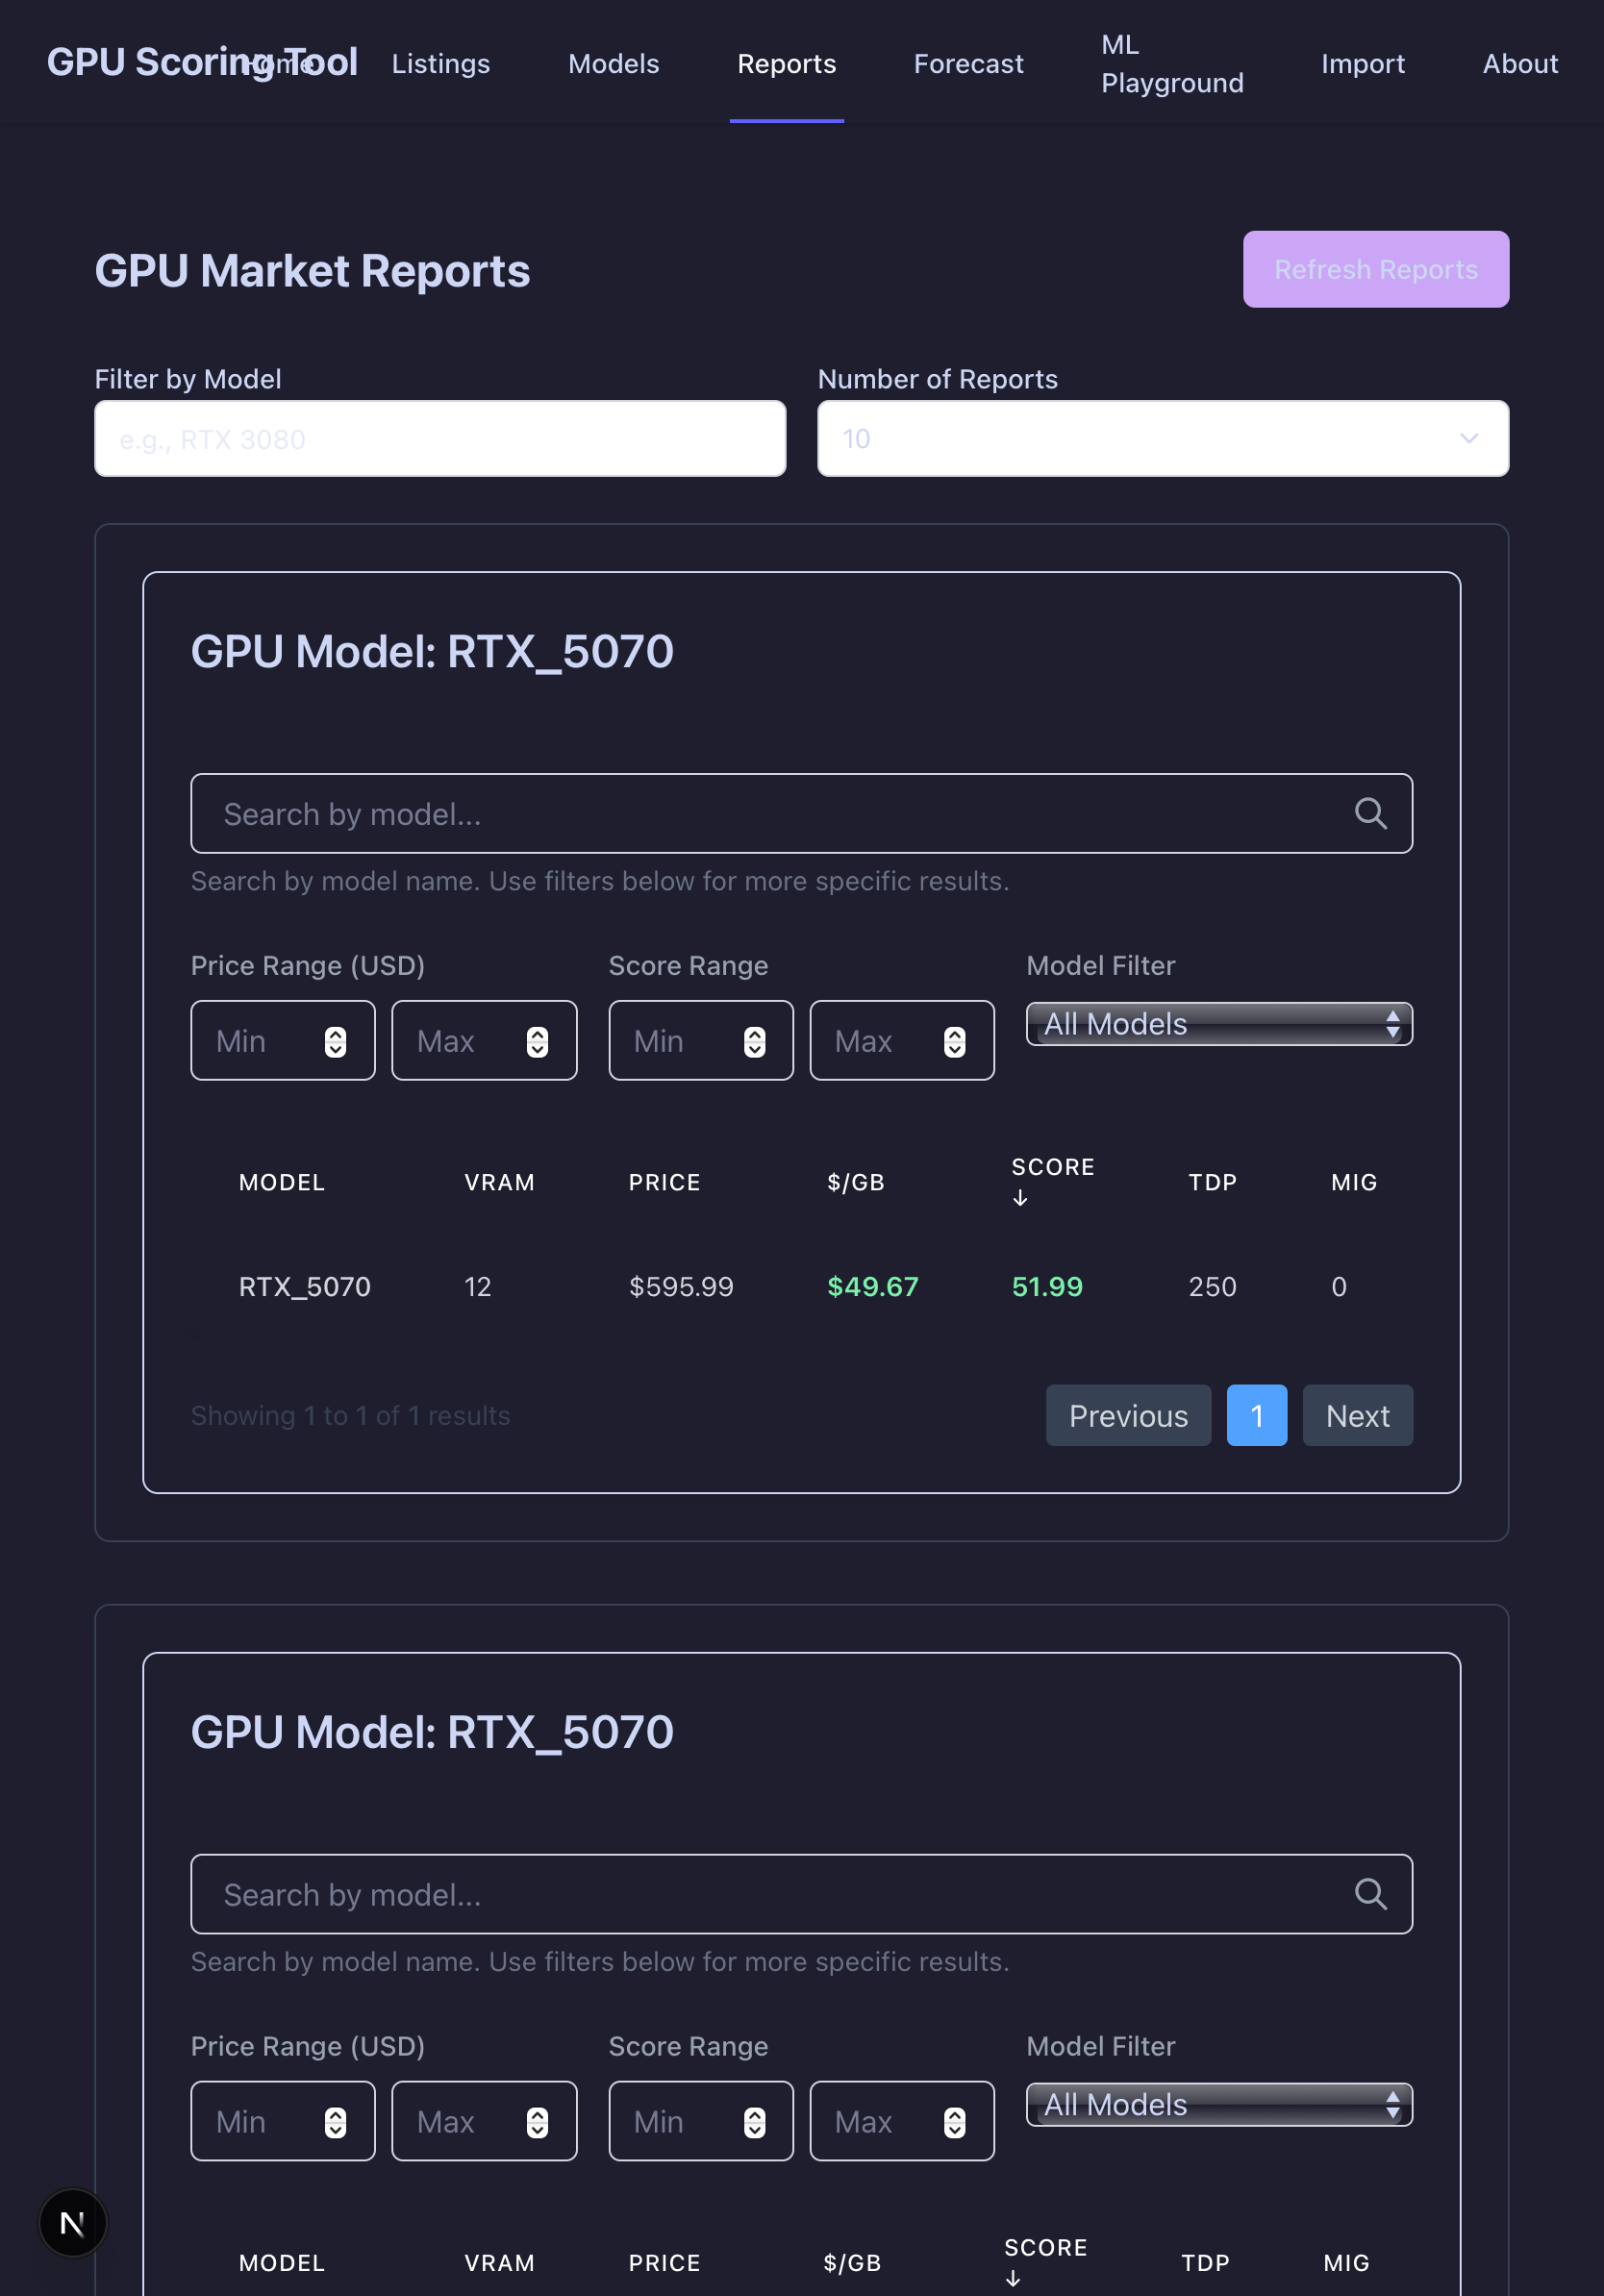 GPU Scoring Tool
Home
Listings
Models
Reports
Forecast
ML
Playground
Import
About
GPU Market Reports
Refresh Reports
Filter by Model
Number of Reports
e.g., RTX 3080
10
GPU Model: RTX_5070
Search by model...
Search by model name. Use filters below for more specific results.
Price Range (USD)
Score Range
Model Filter
Min
Max
Min
Max
All Models
MODEL VRAM PRICE $/GB SCORE ↓ TDP MIG
RTX_5070 12 $595.99 $49.67 51.99 250 0
Showing 1 to 1 of 1 results
Previous 1 Next
GPU Model: RTX_5070
Search by model...
Search by model name. Use filters below for more specific results.
Price Range (USD)
Score Range
Model Filter
Min
Max
Min
Max
All Models
N
MODEL VRAM PRICE $/GB SCORE ↓ TDP MIG